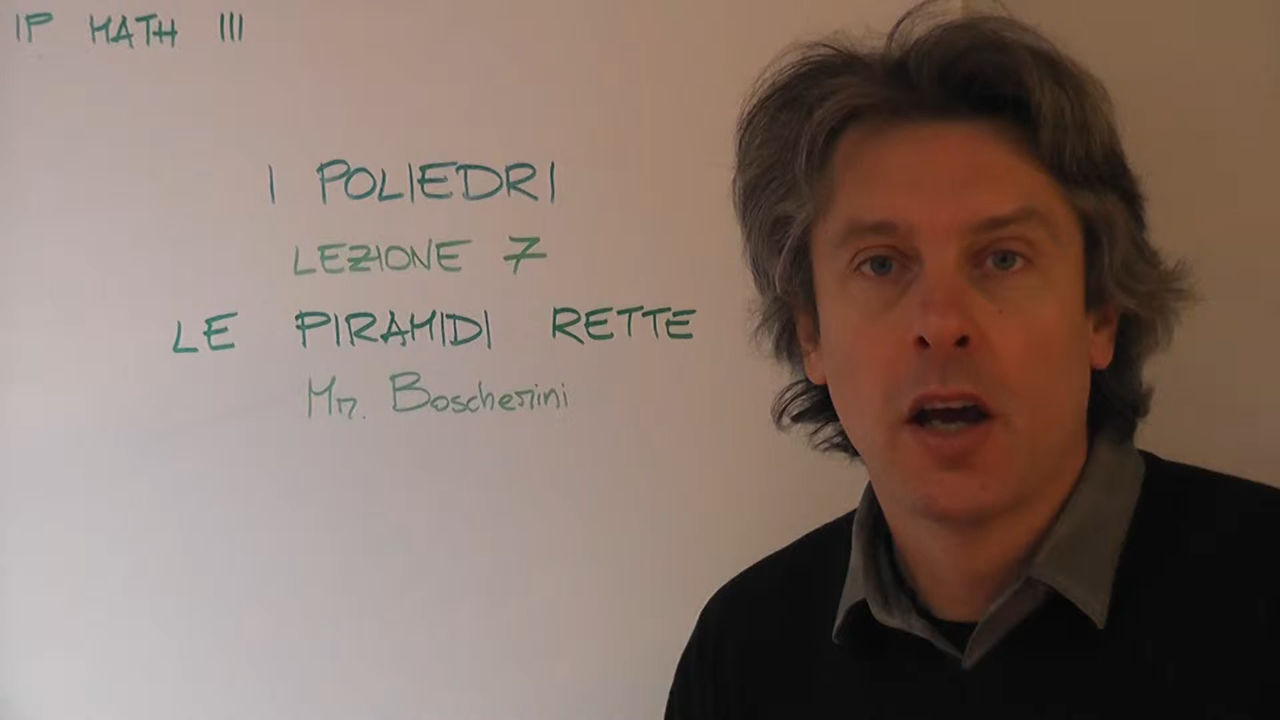 IP MATH III
I POLIEDRI
LEZIONE 7
LE PIRAMIDI RETTE
Mr. Boscherini